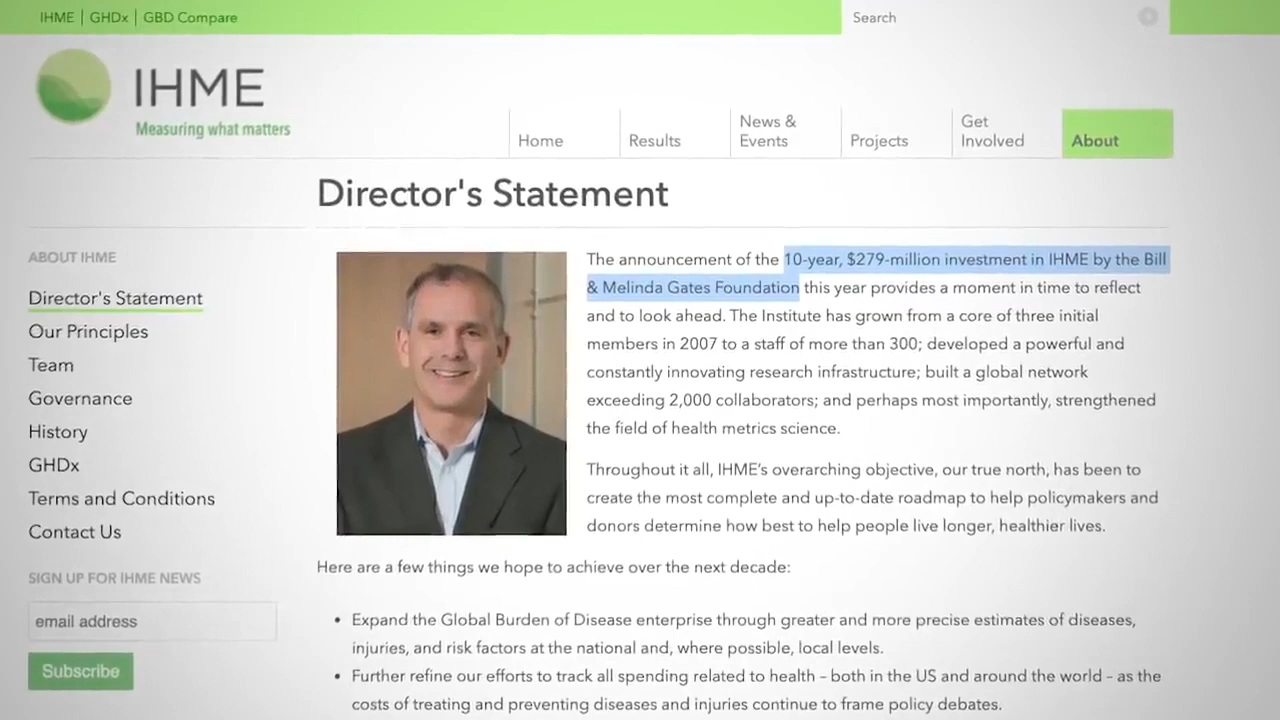 IHME | GHDx | GBD Compare
Search
IHME
Measuring what matters
Home
Results
News &
Events
Projects
Get
Involved
About
Director's Statement
ABOUT IHME
Director's Statement
Our Principles
Team
Governance
History
GHDx
Terms and Conditions
Contact Us
SIGN UP FOR IHME NEWS
email address
Subscribe
The announcement of the 10-year, $279-million investment in IHME by the Bill
& Melinda Gates Foundation this year provides a moment in time to reflect
and to look ahead. The Institute has grown from a core of three initial
members in 2007 to a staff of more than 300; developed a powerful and
constantly innovating research infrastructure; built a global network
exceeding 2,000 collaborators; and perhaps most importantly, strengthened
the field of health metrics science.
Throughout it all, IHME’s overarching objective, our true north, has been to
create the most complete and up-to-date roadmap to help policymakers and
donors determine how best to help people live longer, healthier lives.
Here are a few things we hope to achieve over the next decade:
• Expand the Global Burden of Disease enterprise through greater and more precise estimates of diseases,
injuries, and risk factors at the national and, where possible, local levels.
• Further refine our efforts to track all spending related to health – both in the US and around the world – as the
costs of treating and preventing diseases and injuries continue to frame policy debates.